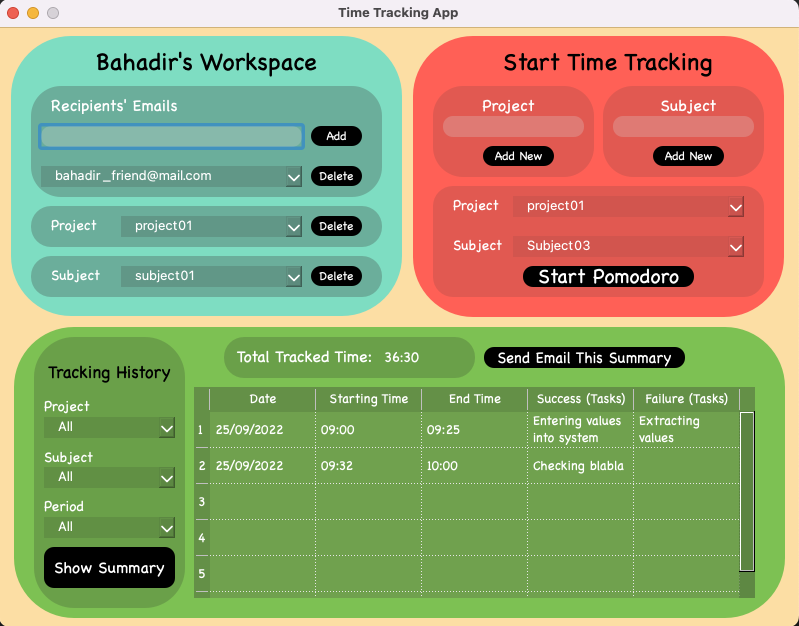 Time Tracking App
Bahadir's Workspace
Recipients' Emails
Add
bahadir_friend@mail.com
Delete
Project
project01
Delete
Subject
subject01
Delete
Start Time Tracking
Project
Subject
Add New
Add New
Project
project01
Subject
Subject03
Start Pomodoro
Tracking History
Project
All
Subject
All
Period
All
Show Summary
Total Tracked Time: 36:30
Send Email This Summary
Date Starting Time End Time Success (Tasks) Failure (Tasks)
1 25/09/2022 09:00 09:25 Entering values into system Extracting values
2 25/09/2022 09:32 10:00 Checking blabla
3
4
5